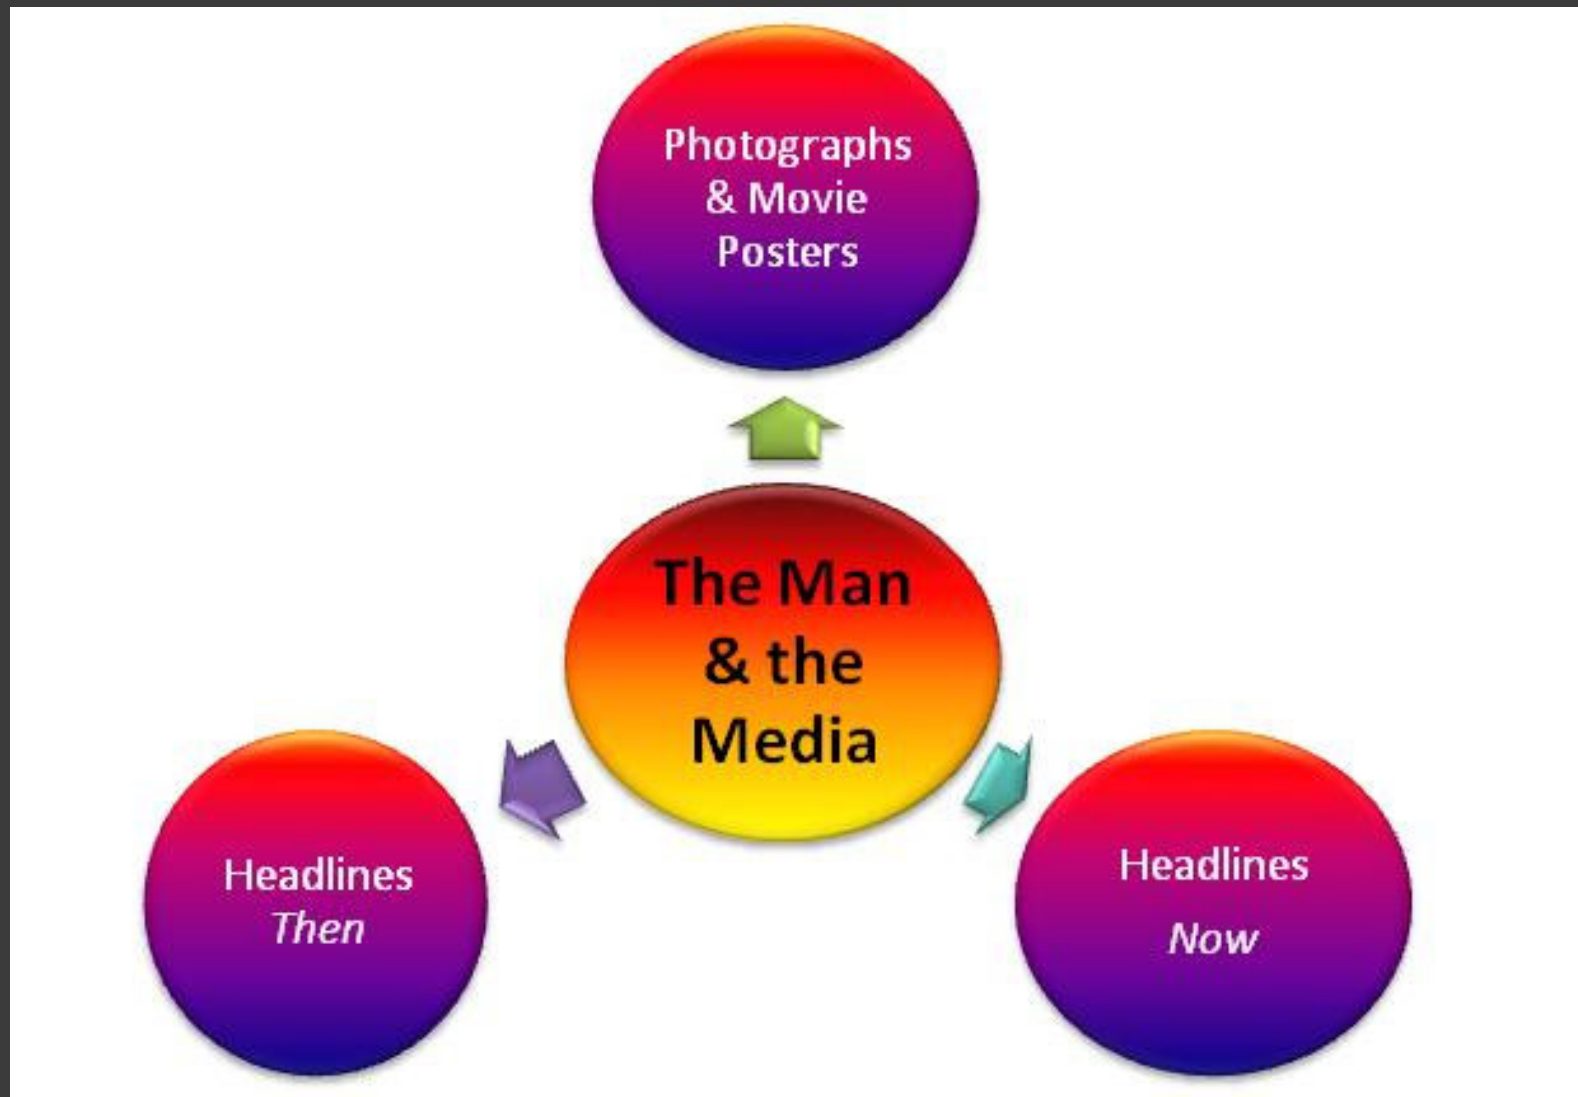 Photographs
& Movie
Posters
The Man
& the
Media
Headlines
Then
Headlines
Now